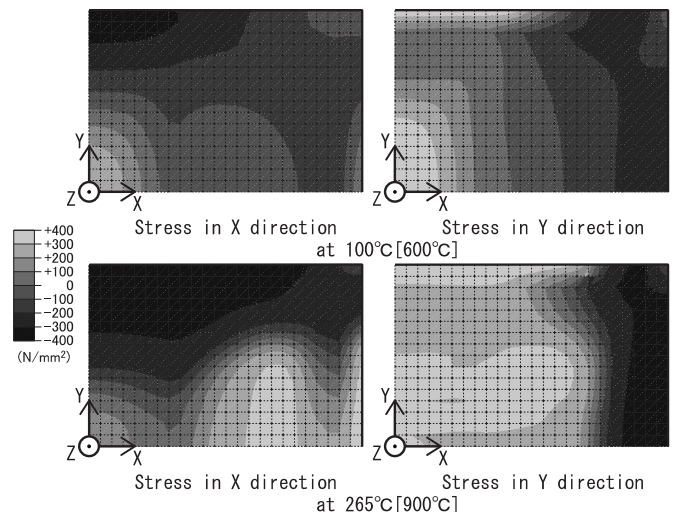 Y
Y
Z X
Z X
Stress in X direction
Stress in Y direction
at 100℃[600℃]
+400
+300
+200
+100
0
−100
−200
−300
−400
(N/mm²)
Y
Y
Z X
Z X
Stress in X direction
Stress in Y direction
at 265℃[900℃]